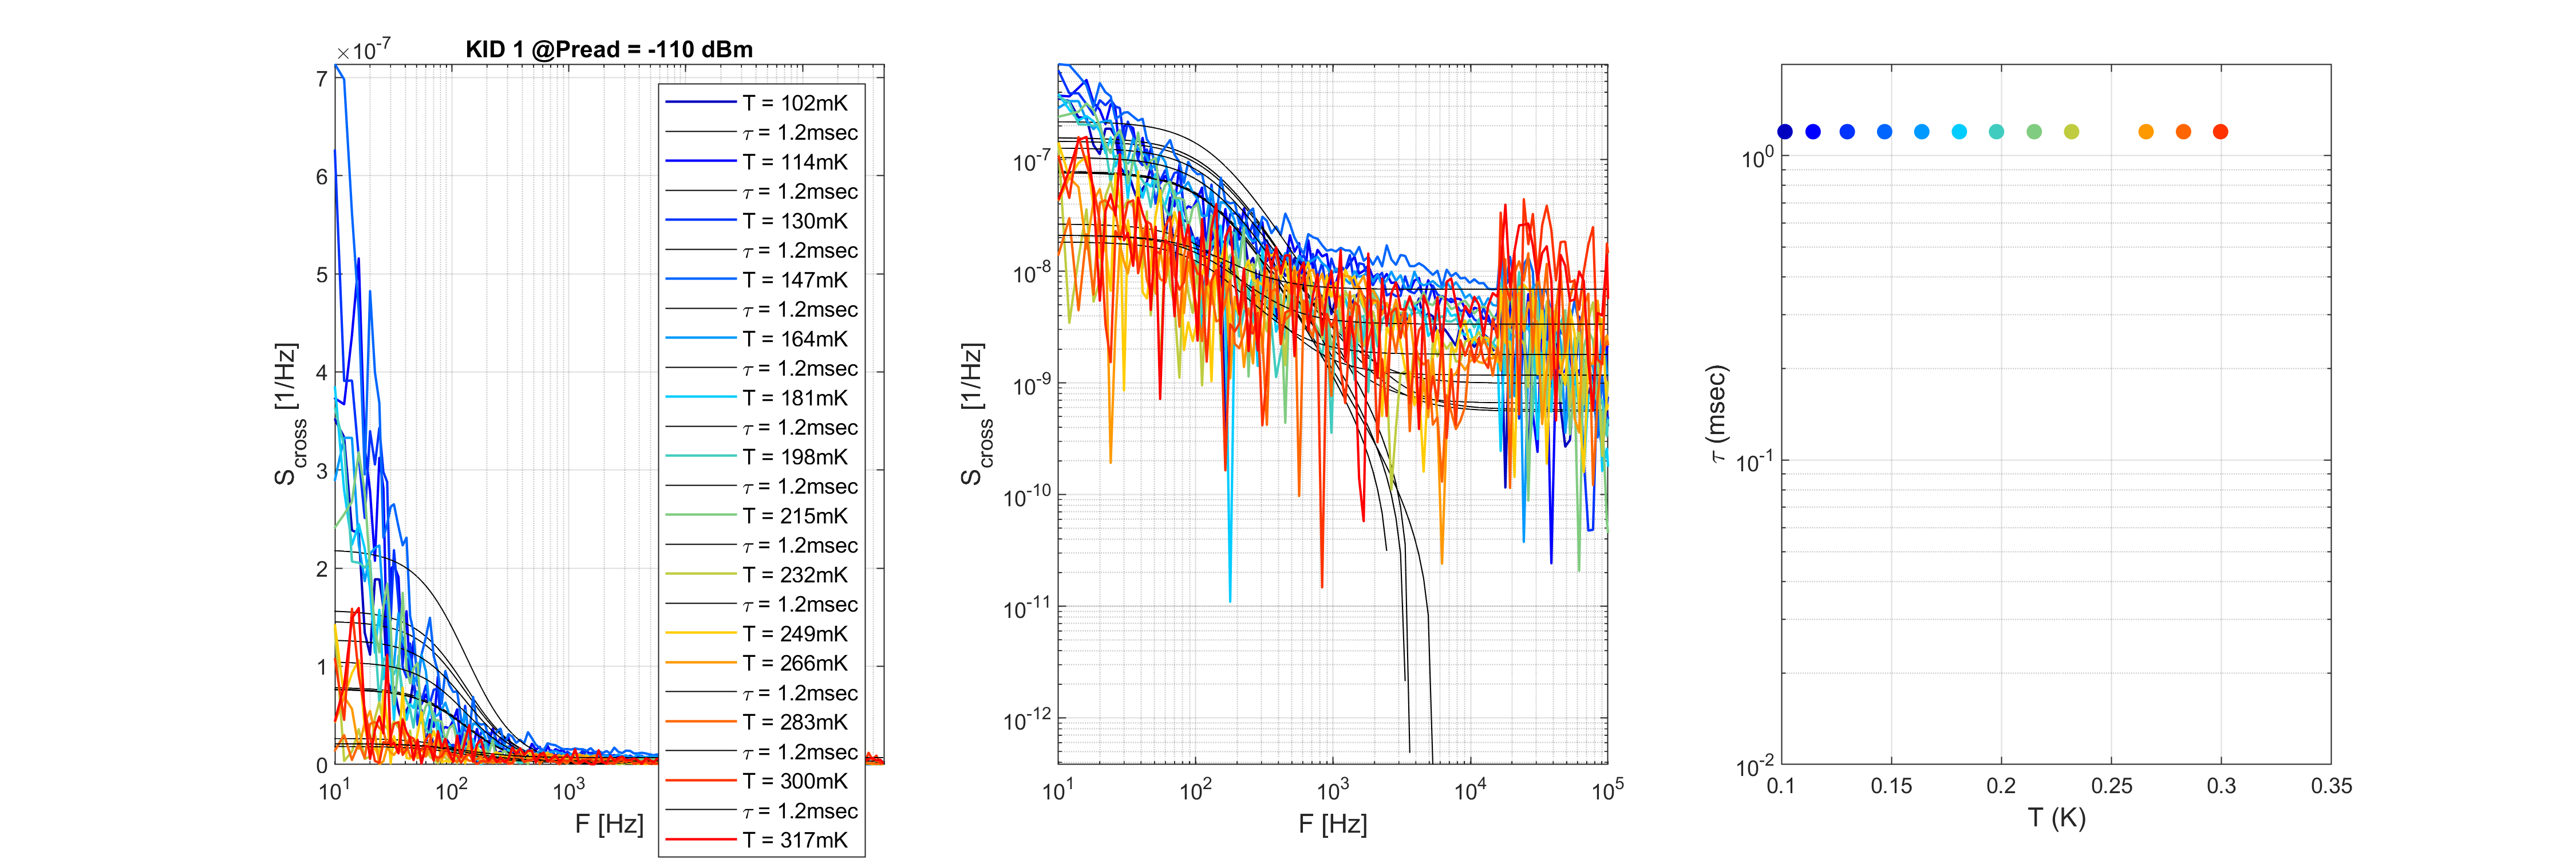 KID 1 @Pread = -110 dBm
×10⁻⁷
7
6
5
4
3
2
1
0
S_cross [1/Hz]
10¹ 10² 10³
F [Hz]
T = 102mK
τ = 1.2msec
T = 114mK
τ = 1.2msec
T = 130mK
τ = 1.2msec
T = 147mK
τ = 1.2msec
T = 164mK
τ = 1.2msec
T = 181mK
τ = 1.2msec
T = 198mK
τ = 1.2msec
T = 215mK
τ = 1.2msec
T = 232mK
τ = 1.2msec
T = 249mK
T = 266mK
τ = 1.2msec
T = 283mK
τ = 1.2msec
T = 300mK
τ = 1.2msec
T = 317mK
10⁻⁷
10⁻⁸
10⁻⁹
10⁻¹⁰
10⁻¹¹
10⁻¹²
S_cross [1/Hz]
10¹ 10² 10³ 10⁴ 10⁵
F [Hz]
10⁰
10⁻¹
10⁻²
τ (msec)
0.1 0.15 0.2 0.25 0.3 0.35
T (K)